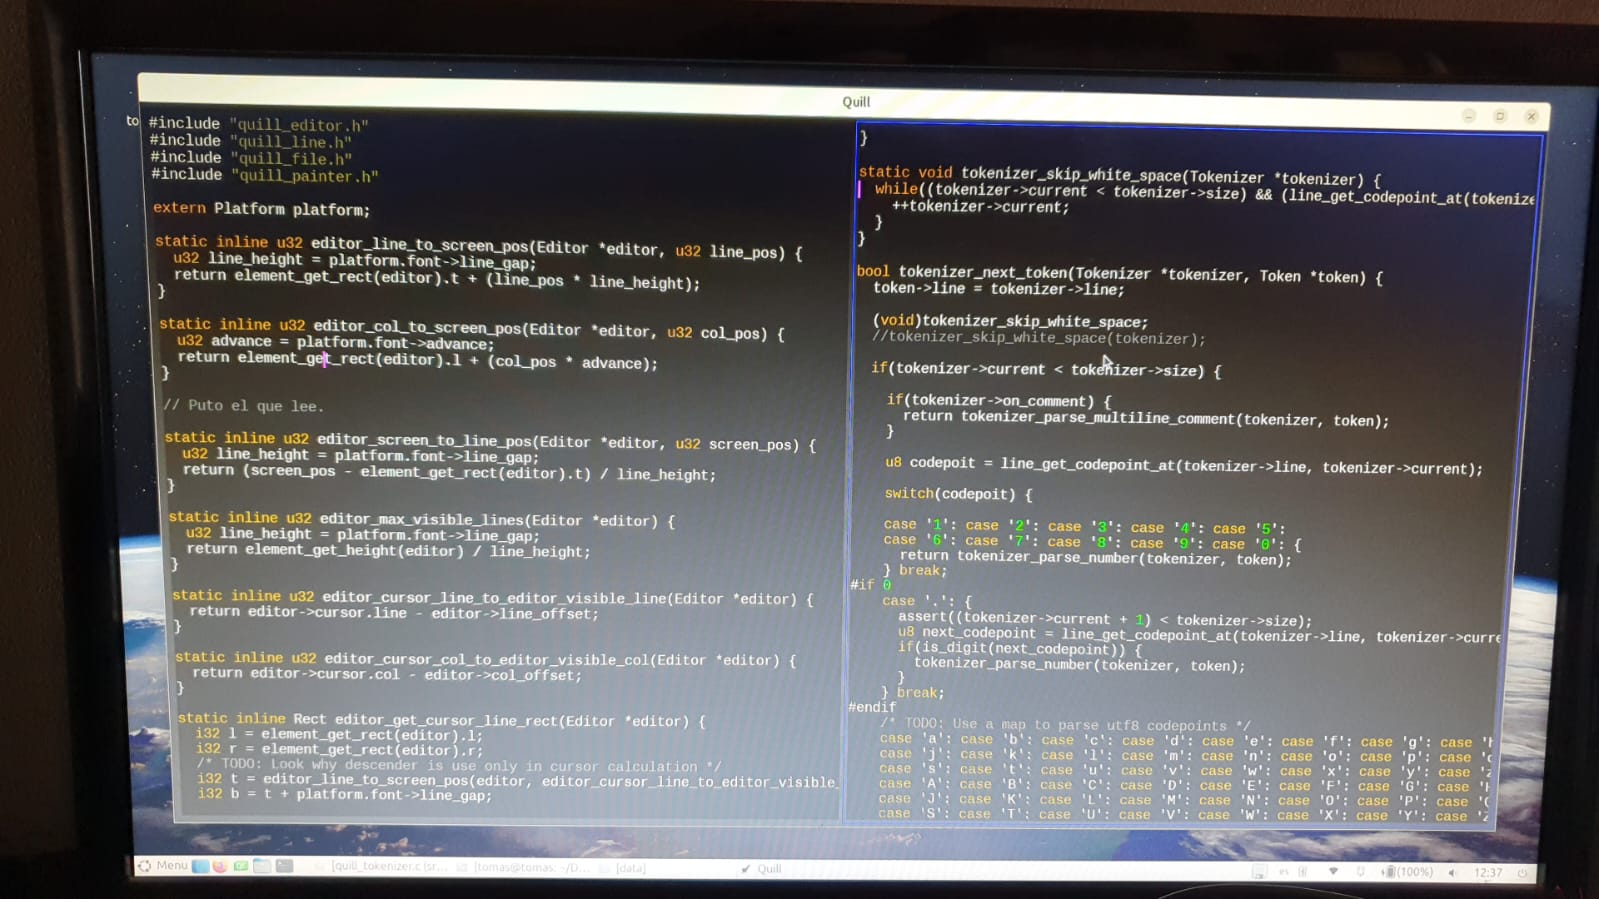 Quill
to
#include "quill_editor.h"
#include "quill_line.h"
#include "quill_file.h"
#include "quill_painter.h"
extern Platform platform;
static inline u32 editor_line_to_screen_pos(Editor *editor, u32 line_pos) {
u32 line_height = platform.font->line_gap;
return element_get_rect(editor).t + (line_pos * line_height);
}
static inline u32 editor_col_to_screen_pos(Editor *editor, u32 col_pos) {
u32 advance = platform.font->advance;
return element_get_rect(editor).l + (col_pos * advance);
}
// Puto el que lee.
static inline u32 editor_screen_to_line_pos(Editor *editor, u32 screen_pos) {
u32 line_height = platform.font->line_gap;
return (screen_pos - element_get_rect(editor).t) / line_height;
}
static inline u32 editor_max_visible_lines(Editor *editor) {
u32 line_height = platform.font->line_gap;
return element_get_height(editor) / line_height;
}
static inline u32 editor_cursor_line_to_editor_visible_line(Editor *editor) {
return editor->cursor.line - editor->line_offset;
}
static inline u32 editor_cursor_col_to_editor_visible_col(Editor *editor) {
return editor->cursor.col - editor->col_offset;
}
static inline Rect editor_get_cursor_line_rect(Editor *editor) {
i32 l = element_get_rect(editor).l;
i32 r = element_get_rect(editor).r;
/* TODO: Look why descender is use only in cursor calculation */
i32 t = editor_line_to_screen_pos(editor, editor_cursor_line_to_editor_visible_
i32 b = t + platform.font->line_gap;
}
static void tokenizer_skip_white_space(Tokenizer *tokenizer) {
while((tokenizer->current < tokenizer->size) && (line_get_codepoint_at(tokenize
++tokenizer->current;
}
}
bool tokenizer_next_token(Tokenizer *tokenizer, Token *token) {
token->line = tokenizer->line;
(void)tokenizer_skip_white_space;
//tokenizer_skip_white_space(tokenizer);
if(tokenizer->current < tokenizer->size) {
if(tokenizer->on_comment) {
return tokenizer_parse_multiline_comment(tokenizer, token);
}
u8 codepoit = line_get_codepoint_at(tokenizer->line, tokenizer->current);
switch(codepoit) {
case '1': case '2': case '3': case '4': case '5':
case '6': case '7': case '8': case '9': case '0': {
return tokenizer_parse_number(tokenizer, token);
} break;
#if 0
case '.': {
assert((tokenizer->current + 1) < tokenizer->size);
u8 next_codepoint = line_get_codepoint_at(tokenizer->line, tokenizer->curre
if(is_digit(next_codepoint)) {
tokenizer_parse_number(tokenizer, token);
}
} break;
#endif
/* TODO: Use a map to parse utf8 codepoints */
case 'a': case 'b': case 'c': case 'd': case 'e': case 'f': case 'g': case
case 'j': case 'k': case 'l': case 'm': case 'n': case 'o': case 'p': case
case 's': case 't': case 'u': case 'v': case 'w': case 'x': case 'y': case
case 'A': case 'B': case 'C': case 'D': case 'E': case 'F': case 'G': case
case 'J': case 'K': case 'L': case 'M': case 'N': case 'O': case 'P': case
case 'S': case 'T': case 'U': case 'V': case 'W': case 'X': case 'Y': case
Menu [quill_tokenizer.c (sr... [tomas@tomas: ~/D... [data] Quill es (100%) 12:37